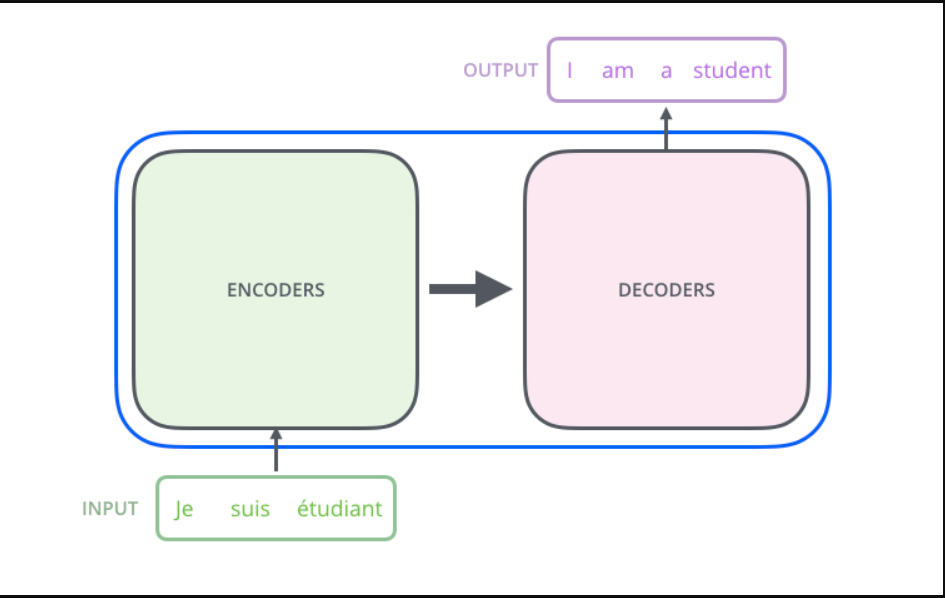 OUTPUT I am a student
ENCODERS DECODERS
INPUT Je suis étudiant